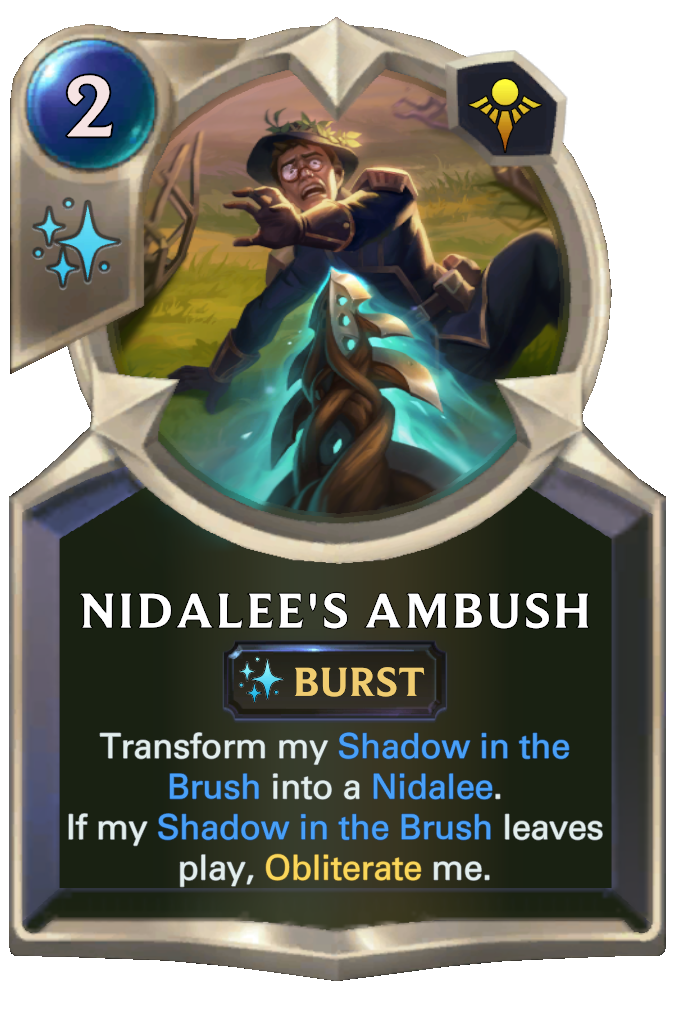 2
NIDALEE'S AMBUSH
BURST
Transform my Shadow in the
Brush into a Nidalee.
If my Shadow in the Brush leaves
play, Obliterate me.